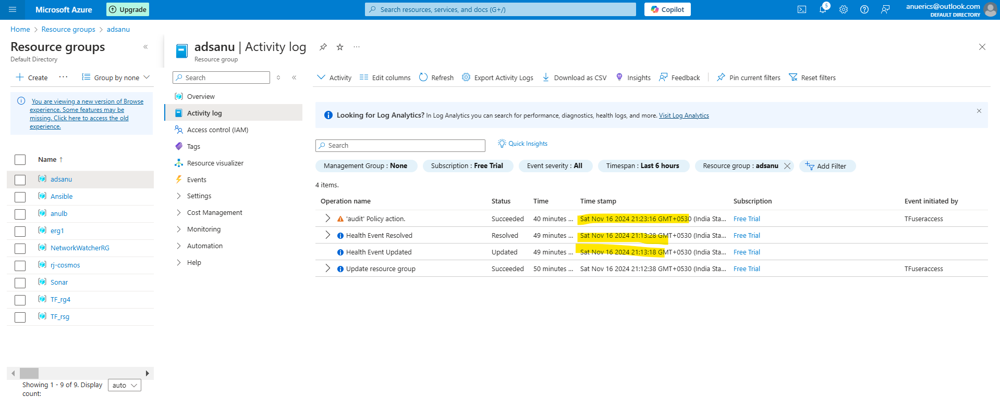 Microsoft Azure
Upgrade
Search resources, services, and docs (G+/)
Copilot
5
anuerics@outlook.com
DEFAULT DIRECTORY
Home > Resource groups > adsanu
Resource groups
Default Directory
Create
Group by none
You are viewing a new version of Browse
experience. Some features may be
missing. Click here to access the old
experience.
Name ↑
adsanu
Ansible
anulb
erg1
NetworkWatcherRG
rj-cosmos
Sonar
TF_rg4
TF_rsg
Showing 1 - 9 of 9. Display
count:
auto
adsanu | Activity log
Resource group
Search
Overview
Activity log
Access control (IAM)
Tags
Resource visualizer
Events
Settings
Cost Management
Monitoring
Automation
Help
Activity
Edit columns
Refresh
Export Activity Logs
Download as CSV
Insights
Feedback
Pin current filters
Reset filters
Looking for Log Analytics? In Log Analytics you can search for performance, diagnostics, health logs, and more. Visit Log Analytics
Search
Quick Insights
Management Group : None
Subscription : Free Trial
Event severity : All
Timespan : Last 6 hours
Resource group : adsanu
Add Filter
4 items.
Operation name Status Time Time stamp Subscription Event initiated by
'audit' Policy action. Succeeded 40 minutes ... Sat Nov 16 2024 21:23:16 GMT+0530 (India Sta... Free Trial TFuseraccess
Health Event Resolved Resolved 49 minutes ... Sat Nov 16 2024 21:13:28 GMT+0530 (India Sta... Free Trial
Health Event Updated Updated 49 minutes ... Sat Nov 16 2024 21:13:18 GMT+0530 (India Sta... Free Trial
Update resource group Succeeded 50 minutes ... Sat Nov 16 2024 21:12:38 GMT+0530 (India Sta... Free Trial TFuseraccess